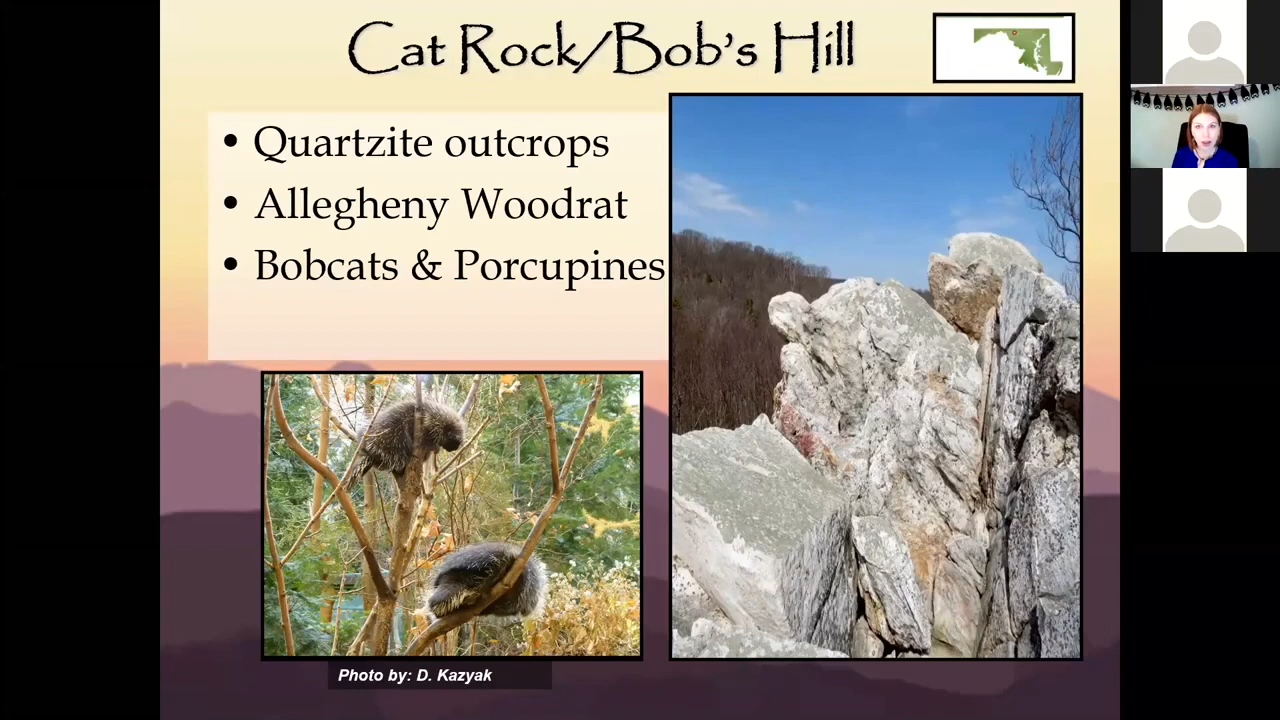 Cat Rock/Bob's Hill
• Quartzite outcrops
• Allegheny Woodrat
• Bobcats & Porcupines
Photo by: D. Kazyak